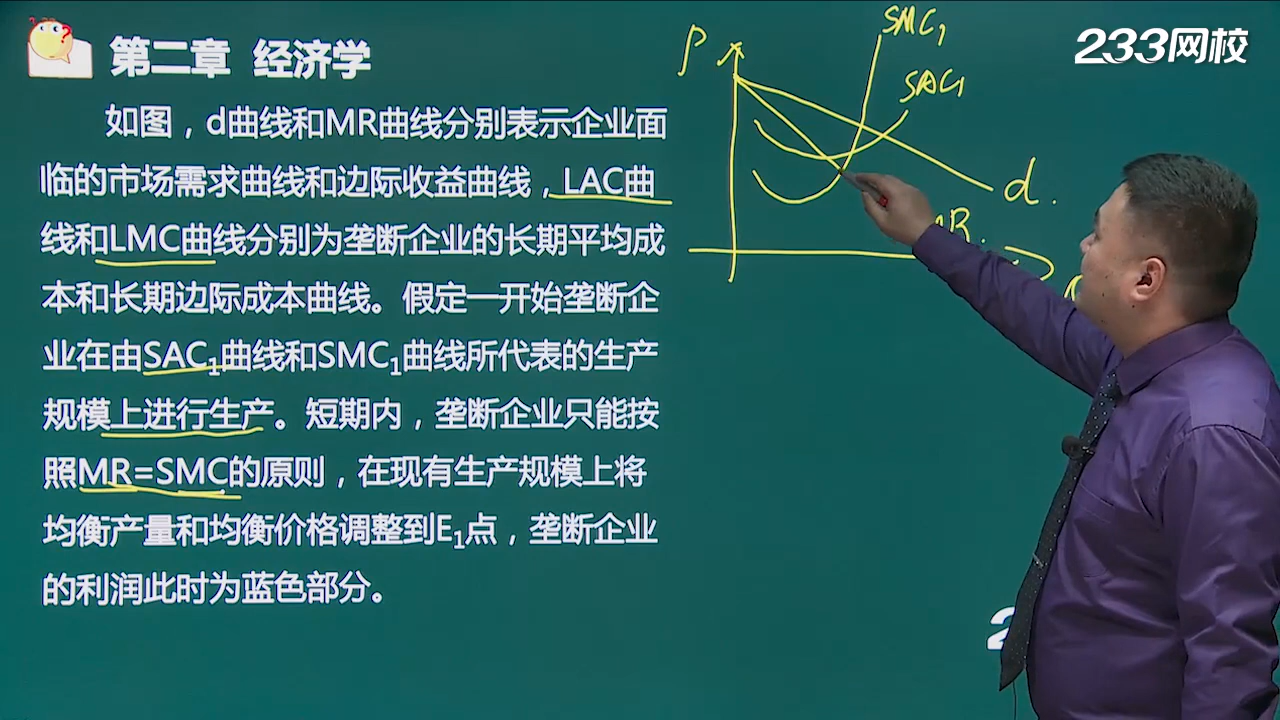 第二章 经济学
233网校
如图，d曲线和MR曲线分别表示企业面
临的市场需求曲线和边际收益曲线，LAC曲
线和LMC曲线分别为垄断企业的长期平均成
本和长期边际成本曲线。假定一开始垄断企
业在由SAC₁曲线和SMC₁曲线所代表的生产
规模上进行生产。短期内，垄断企业只能按
照MR=SMC的原则，在现有生产规模上将
均衡产量和均衡价格调整到E₁点，垄断企业
的利润此时为蓝色部分。
P
SMC₁
SAC₁
d.
2